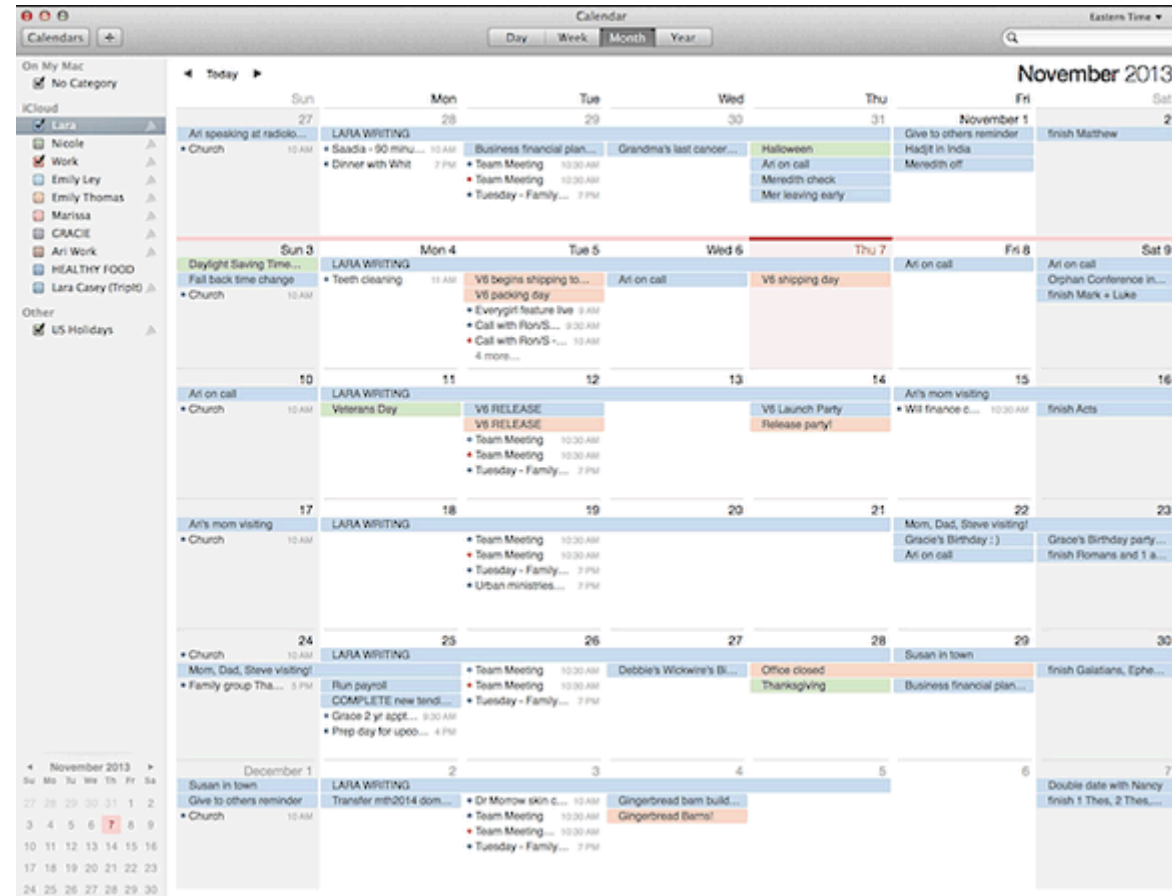 Calendar
Eastern Time
Calendars +
Day Week Month Year
On My Mac
No Category
iCloud
Lara
Nicole
Work
Emily Ley
Emily Thomas
Marissa
GRACIE
Ari Work
HEALTHY FOOD
Lara Casey (TripIt)
Other
US Holidays
Today
November 2013
Sun Mon Tue Wed Thu Fri Sat
27 28 29 30 31 November 1 2
Ari speaking at radiolo... LARA WRITING Give to others reminder finish Matthew
Church 10 AM Saadia - 90 minu... 10 AM Business financial plan... Grandma's last cancer... Halloween Hadjit in India
Dinner with Whit 7 PM Team Meeting 10:30 AM Ari on call Meredith off
Team Meeting 10:30 AM Meredith check
Tuesday - Family... 7 PM Mer leaving early
Sun 3 Mon 4 Tue 5 Wed 6 Thu 7 Fri 8 Sat 9
Daylight Saving Time... LARA WRITING Ari on call Ari on call
Fall back time change Teeth cleaning 11 AM V6 begins shipping to... Ari on call V6 shipping day Orphan Conference in...
Church 10 AM V6 packing day finish Mark + Luke
Everygirl feature live 9 AM
Call with Ron/S... 9:30 AM
Call with Ron/S -... 10 AM
4 more...
10 11 12 13 14 15 16
Ari on call LARA WRITING Ari's mom visiting
Church 10 AM Veterans Day V6 RELEASE V6 Launch Party Will finance c... 10:30 AM finish Acts
V6 RELEASE Release party!
Team Meeting 10:30 AM
Team Meeting 10:30 AM
Tuesday - Family... 7 PM
17 18 19 20 21 22 23
Ari's mom visiting LARA WRITING Mom, Dad, Steve visiting!
Church 10 AM Team Meeting 10:30 AM Gracie's Birthday : ) Grace's Birthday party...
Team Meeting 10:30 AM Ari on call finish Romans and 1 a...
Tuesday - Family... 7 PM
Urban ministries... 7 PM
24 25 26 27 28 29 30
Church 10 AM LARA WRITING Susan in town
Mom, Dad, Steve visiting! Team Meeting 10:30 AM Debbie's Wickwire's Bi... Office closed finish Galatians, Ephe...
Family group Tha... 5 PM Run payroll Team Meeting 10:30 AM Thanksgiving Business financial plan...
COMPLETE new tendi... Tuesday - Family... 7 PM
Grace 2 yr appt... 9:30 AM
Prep day for upco... 4 PM
December 1 2 3 4 5 6 7
Susan in town LARA WRITING Double date with Nancy
Give to others reminder Transfer mth2014 dom... Dr Morrow skin c... 10 AM Gingerbread barn build... finish 1 Thes, 2 Thes,...
Church 10 AM Team Meeting 10:30 AM Gingerbread Barns!
Team Meeting... 10:30 AM
Tuesday - Family... 7 PM
November 2013
Su Mo Tu We Th Fr Sa
27 28 29 30 31 1 2
3 4 5 6 7 8 9
10 11 12 13 14 15 16
17 18 19 20 21 22 23
24 25 26 27 28 29 30